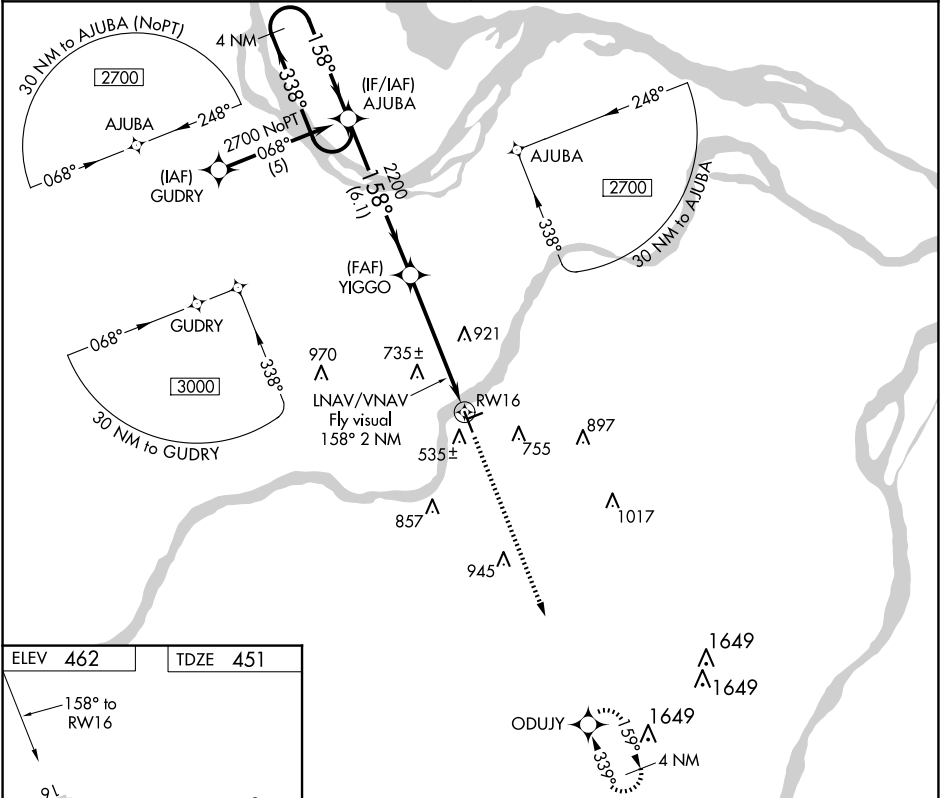 30 NM to AJUBA (NoPT)
2700
AJUBA
248°
068°
4 NM
158°
338°
(IF/IAF)
AJUBA
2700 NoPT
068°
(5)
(IAF)
GUDRY
2200
158°
(6.1)
248°
AJUBA
2700
338°
30 NM to AJUBA
(FAF)
YIGGO
GUDRY
068°
338°
3000
30 NM to GUDRY
921
970
735±
LNAV/VNAV
Fly visual
158° 2 NM
RW16
535±
755
897
857
1017
945
ELEV 462
TDZE 451
158° to
RW16
16
1649
1649
1649
ODUJY
159°
339°
4 NM